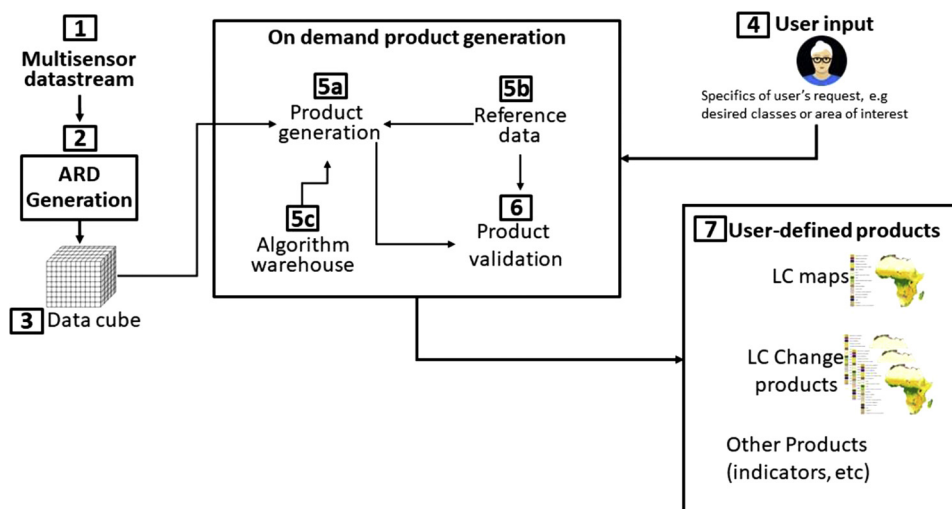 1
Multisensor
datastream
2
ARD
Generation
3 Data cube
On demand product generation
5a
Product
generation
5b
Reference
data
5c
Algorithm
warehouse
6
Product
validation
4 User input
Specifics of user's request, e.g
desired classes or area of interest
7 User-defined products
LC maps
LC Change
products
Other Products
(indicators, etc)